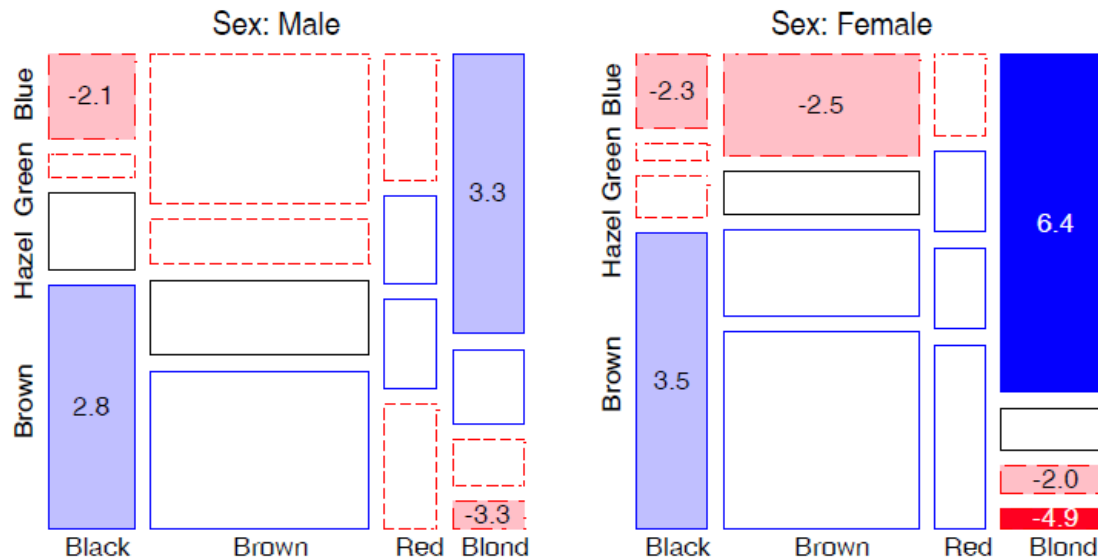 Sex: Male
Sex: Female
Blue
Green
Hazel
Brown
-2.1
3.3
2.8
-3.3
Black
Brown
Red
Blond
Blue
Green
Hazel
Brown
-2.3
-2.5
6.4
3.5
-2.0
-4.9
Black
Brown
Red
Blond